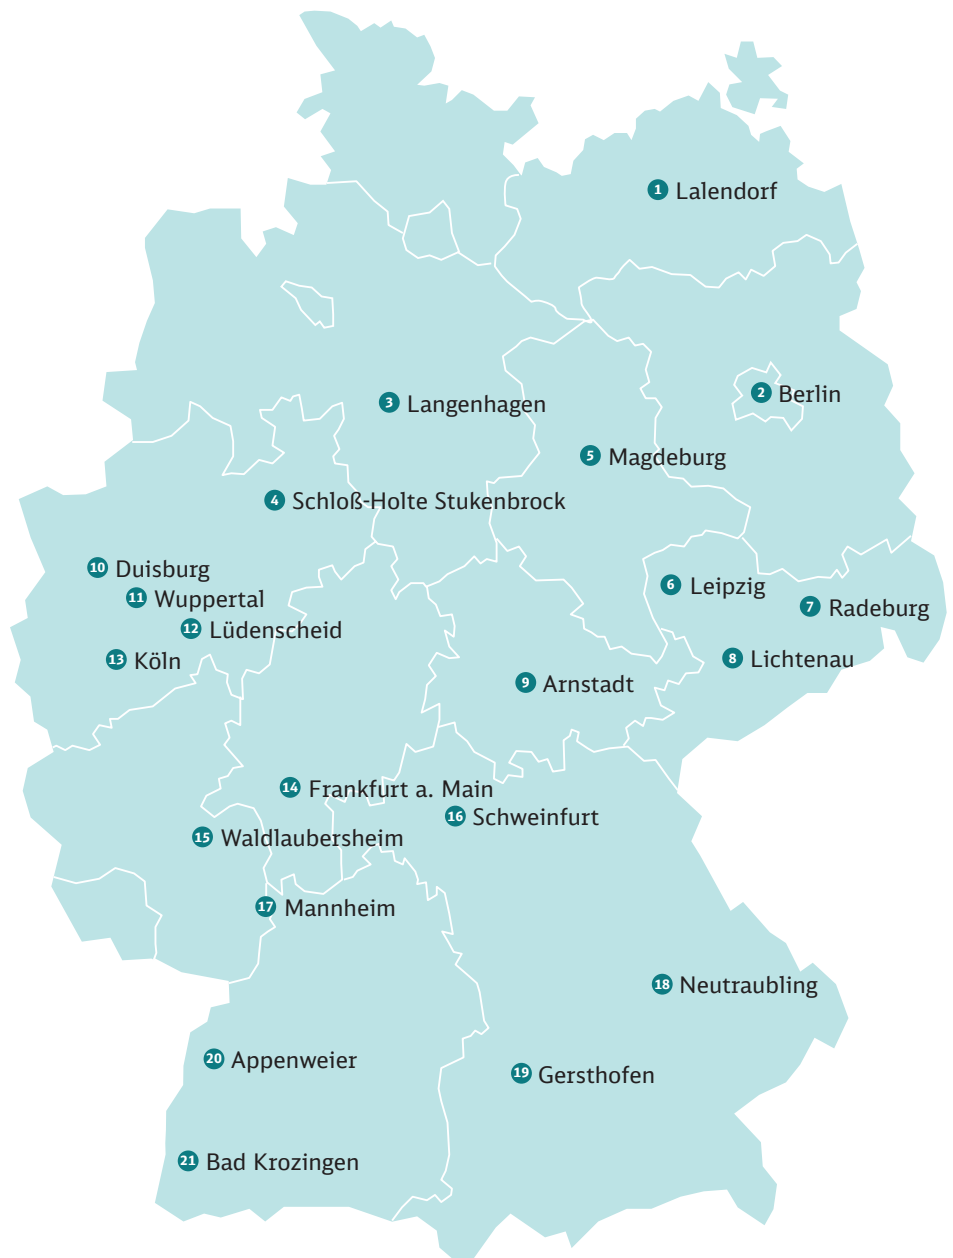 1 Lalendorf
2 Berlin
3 Langenhagen
4 Schloß-Holte Stukenbrock
5 Magdeburg
6 Leipzig
7 Radeburg
8 Lichtenau
9 Arnstadt
10 Duisburg
11 Wuppertal
12 Lüdenscheid
13 Köln
14 Frankfurt a. Main
15 Waldlaubersheim
16 Schweinfurt
17 Mannheim
18 Neutraubling
19 Gersthofen
20 Appenweier
21 Bad Krozingen